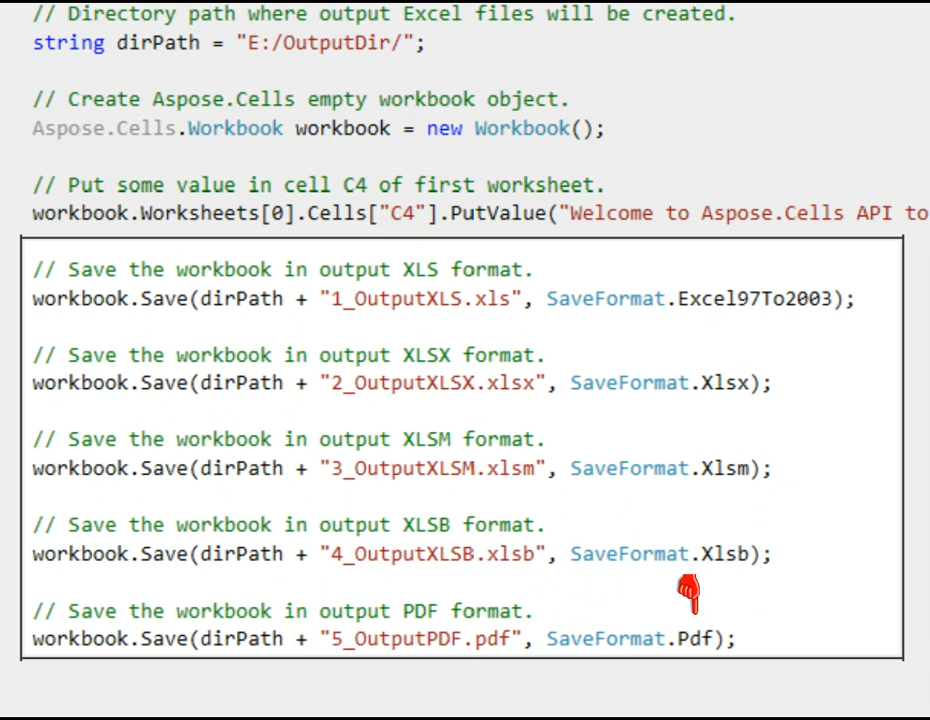 // Directory path where output Excel files will be created.
string dirPath = "E:/OutputDir/";
// Create Aspose.Cells empty workbook object.
Aspose.Cells.Workbook workbook = new Workbook();
// Put some value in cell C4 of first worksheet.
workbook.Worksheets[0].Cells["C4"].PutValue("Welcome to Aspose.Cells API to
// Save the workbook in output XLS format.
workbook.Save(dirPath + "1_OutputXLS.xls", SaveFormat.Excel97To2003);
// Save the workbook in output XLSX format.
workbook.Save(dirPath + "2_OutputXLSX.xlsx", SaveFormat.Xlsx);
// Save the workbook in output XLSM format.
workbook.Save(dirPath + "3_OutputXLSM.xlsm", SaveFormat.Xlsm);
// Save the workbook in output XLSB format.
workbook.Save(dirPath + "4_OutputXLSB.xlsb", SaveFormat.Xlsb);
// Save the workbook in output PDF format.
workbook.Save(dirPath + "5_OutputPDF.pdf", SaveFormat.Pdf);